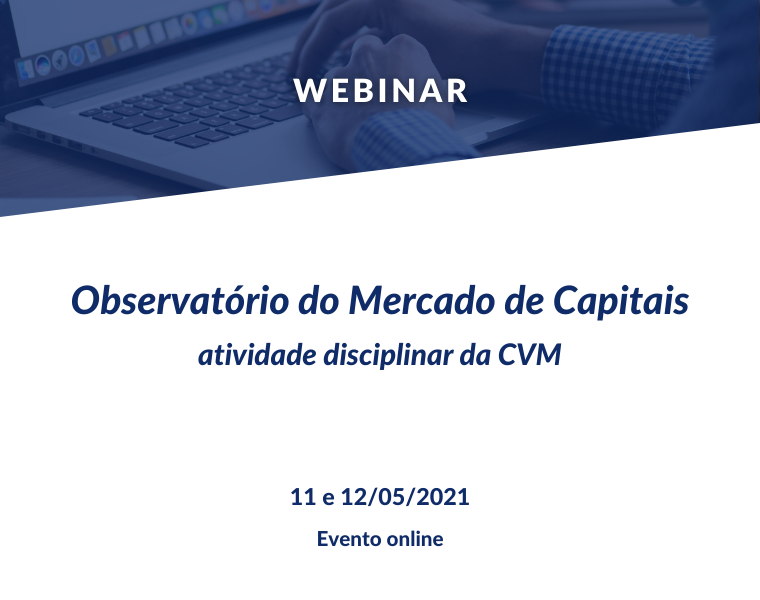 WEBINAR
Observatório do Mercado de Capitais
atividade disciplinar da CVM
11 e 12/05/2021
Evento online